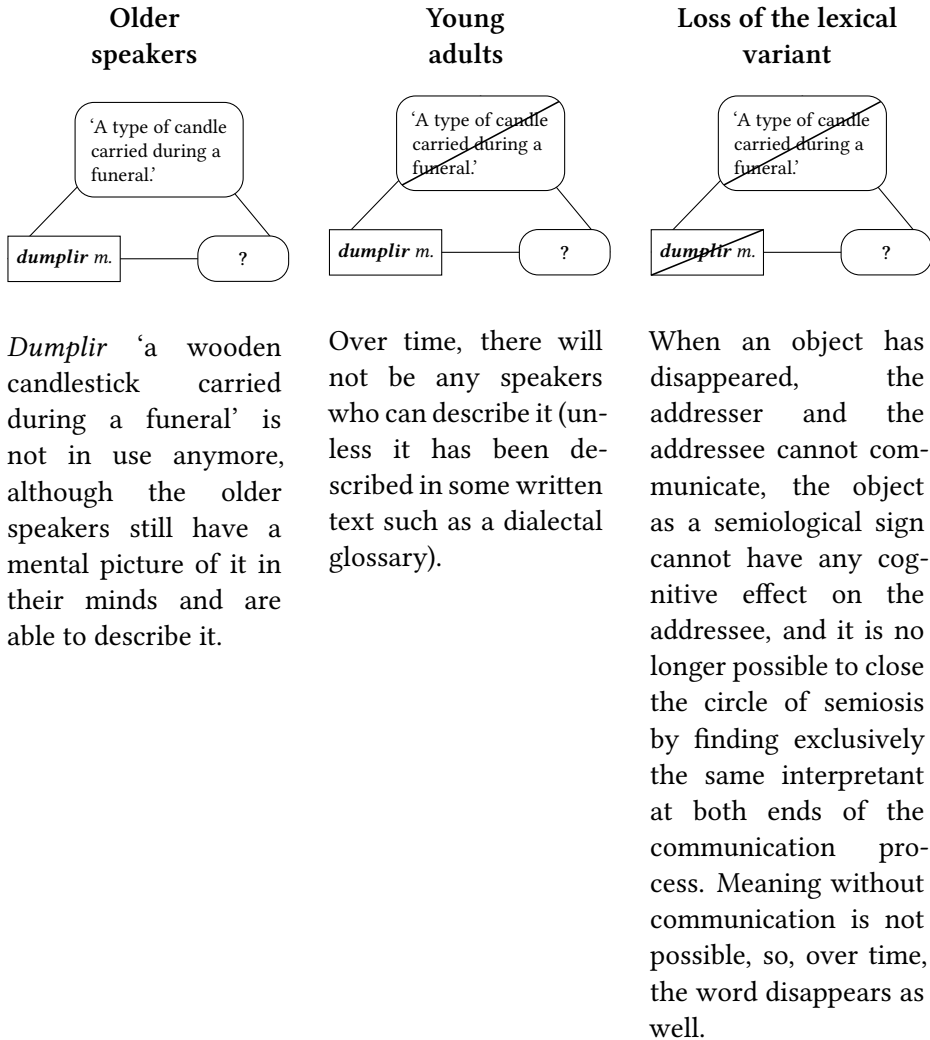 Older
speakers
‘A type of candle
carried during a
funeral.’
dumplir m.
?
Dumplir ‘a wooden
candlestick carried
during a funeral’ is
not in use anymore,
although the older
speakers still have a
mental picture of it in
their minds and are
able to describe it.
Young
adults
‘A type of candle
carried during a
funeral.’
dumplir m.
?
Over time, there will
not be any speakers
who can describe it (un-
less it has been de-
scribed in some written
text such as a dialectal
glossary).
Loss of the lexical
variant
‘A type of candle
carried during a
funeral.’
dumplir m.
?
When an object has
disappeared, the
addresser and the
addressee cannot com-
municate, the object
as a semiological sign
cannot have any cog-
nitive effect on the
addressee, and it is no
longer possible to close
the circle of semiosis
by finding exclusively
the same interpretant
at both ends of the
communication pro-
cess. Meaning without
communication is not
possible, so, over time,
the word disappears as
well.